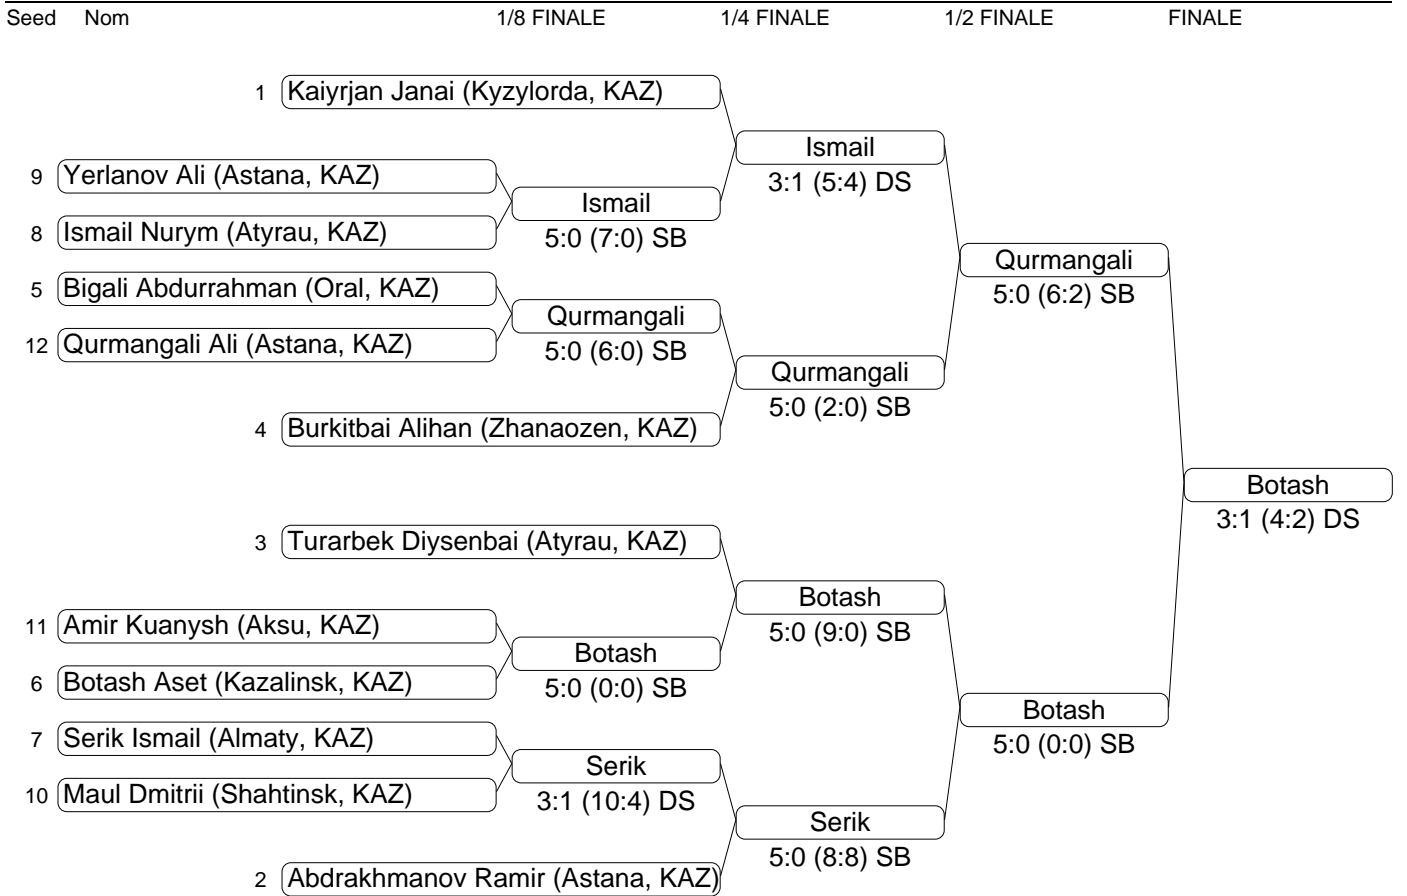 Seed Nom 1/8 FINALE 1/4 FINALE 1/2 FINALE FINALE
1 Kaiyrjan Janai (Kyzylorda, KAZ)
Ismail
3:1 (5:4) DS
9 Yerlanov Ali (Astana, KAZ)
Ismail
5:0 (7:0) SB
8 Ismail Nurym (Atyrau, KAZ)
Qurmangali
5:0 (6:2) SB
5 Bigali Abdurrahman (Oral, KAZ)
Qurmangali
5:0 (6:0) SB
12 Qurmangali Ali (Astana, KAZ)
Qurmangali
5:0 (2:0) SB
4 Burkitbai Alihan (Zhanaozen, KAZ)
Botash
3:1 (4:2) DS
3 Turarbek Diysenbai (Atyrau, KAZ)
Botash
5:0 (9:0) SB
11 Amir Kuanysh (Aksu, KAZ)
Botash
5:0 (0:0) SB
6 Botash Aset (Kazalinsk, KAZ)
Botash
5:0 (0:0) SB
7 Serik Ismail (Almaty, KAZ)
Serik
3:1 (10:4) DS
10 Maul Dmitrii (Shahtinsk, KAZ)
Serik
5:0 (8:8) SB
2 Abdrakhmanov Ramir (Astana, KAZ)